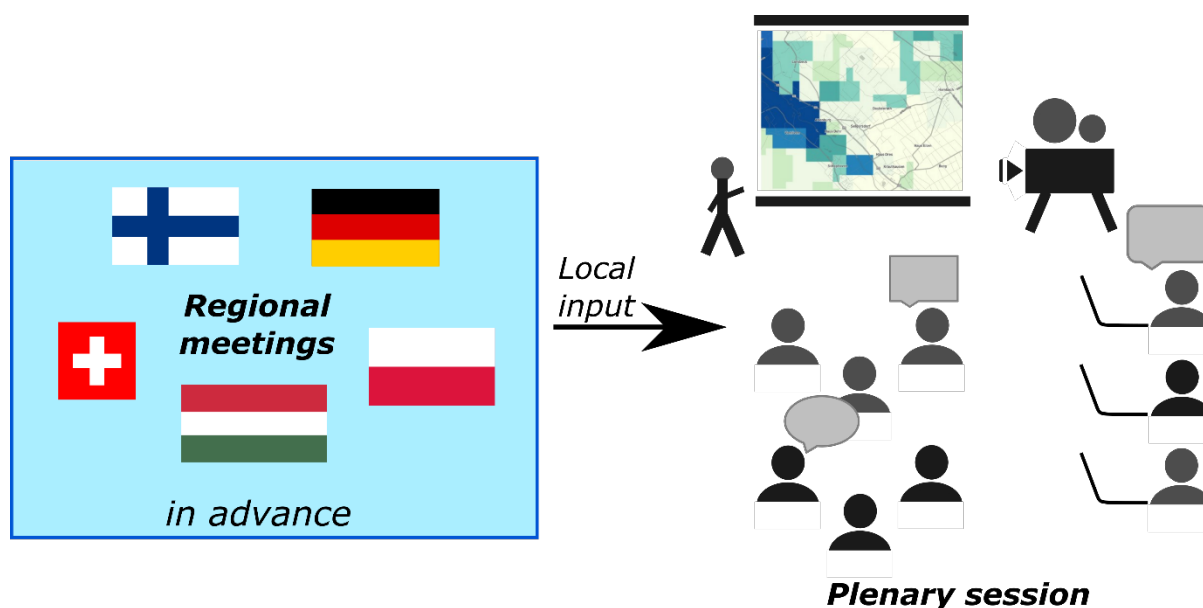 Regional
meetings
in advance
Local
input
Plenary session